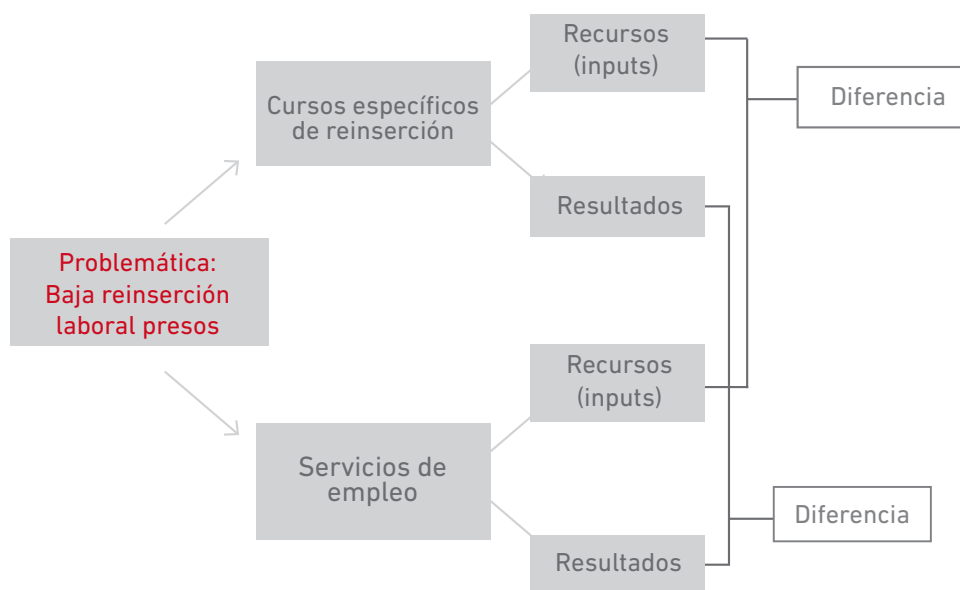 Recursos
(inputs)
Diferencia
Cursos específicos
de reinserción
Resultados
Problemática:
Baja reinserción
laboral presos
Recursos
(inputs)
Servicios de
empleo
Diferencia
Resultados